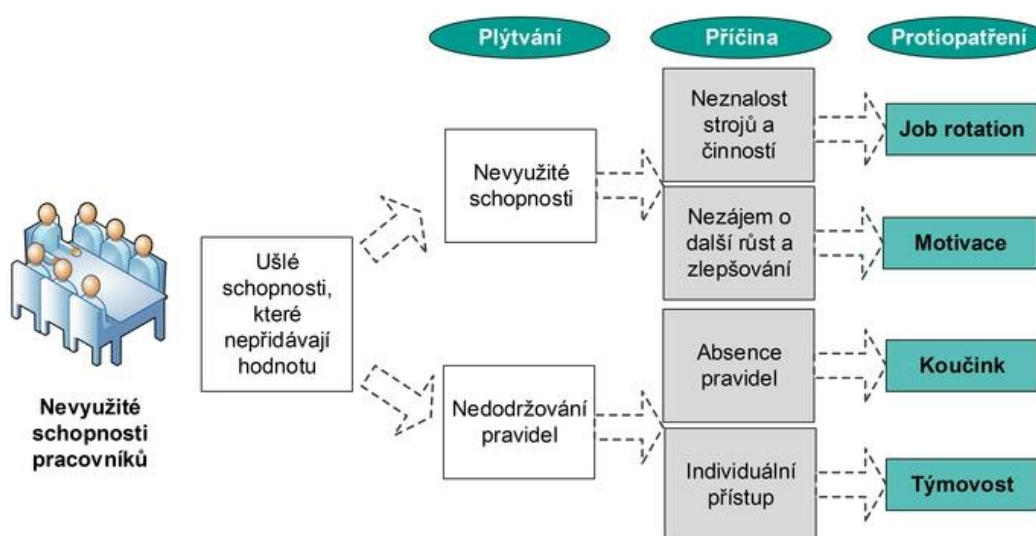 Plýtvání
Příčina
Protiopatření
Nevyužité
schopnosti
pracovníků
Ušlé
schopnosti,
které
nepřidávají
hodnotu
Nevyužité
schopnosti
Neznalost
strojů a
činností
Job rotation
Nezájem o
další růst a
zlepšování
Motivace
Nedodržování
pravidel
Absence
pravidel
Koučink
Individuální
přístup
Týmovost